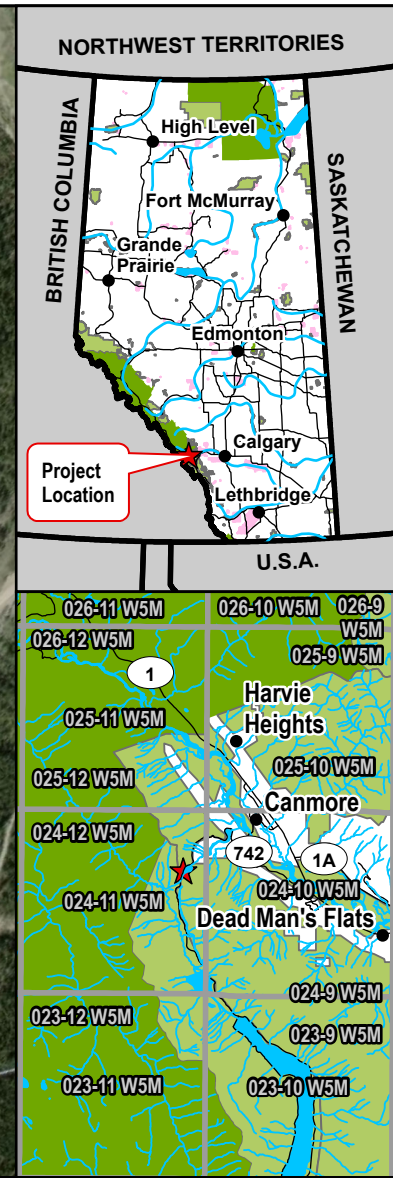 NORTHWEST TERRITORIES
BRITISH COLUMBIA
SASKATCHEWAN
High Level
Fort McMurray
Grande
Prairie
Edmonton
Calgary
Project
Location
Lethbridge
U.S.A.
026-11 W5M
026-10 W5M
026-9
W5M
026-12 W5M
025-9 W5M
1
Harvie
Heights
025-11 W5M
025-10 W5M
025-12 W5M
Canmore
024-12 W5M
742
1A
024-10 W5M
024-11 W5M
Dead Man's Flats
024-9 W5M
023-12 W5M
023-9 W5M
023-11 W5M
023-10 W5M